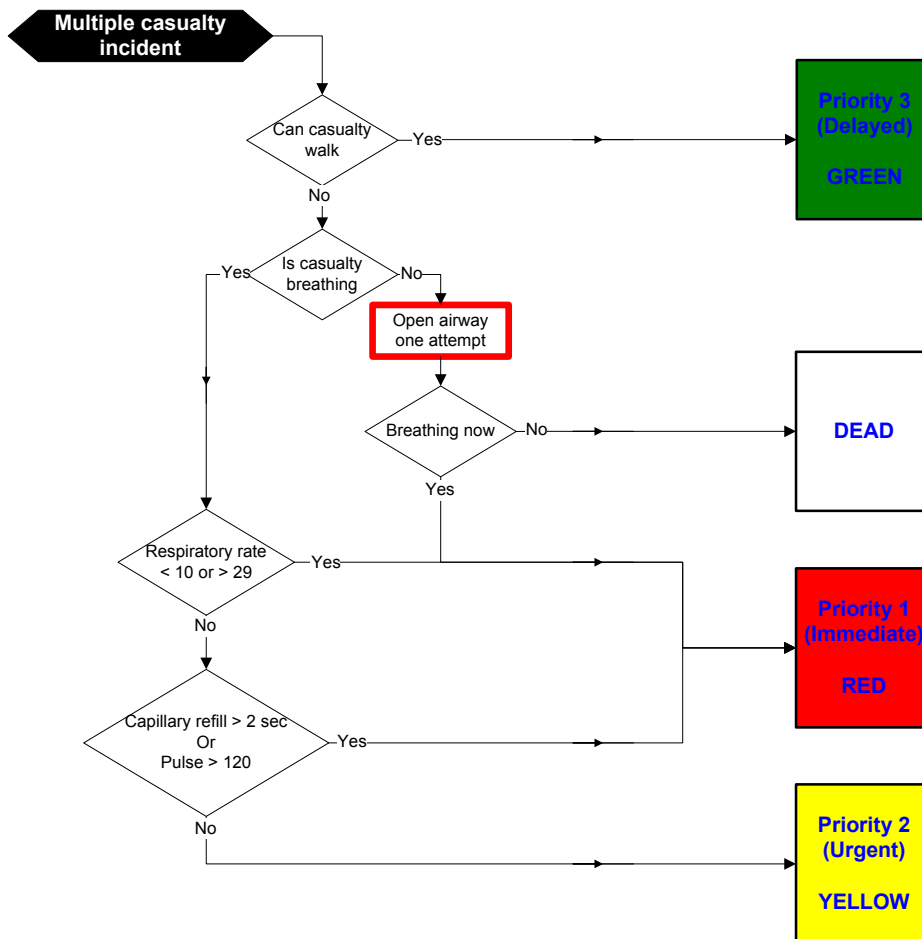 Multiple casualty
incident
Can casualty
walk
Yes
Priority 3
(Delayed)
GREEN
No
Is casualty
breathing
Yes
No
Open airway
one attempt
Breathing now
No
DEAD
Yes
Respiratory rate
< 10 or > 29
Yes
Priority 1
(Immediate)
RED
No
Capillary refill > 2 sec
Or
Pulse > 120
Yes
No
Priority 2
(Urgent)
YELLOW